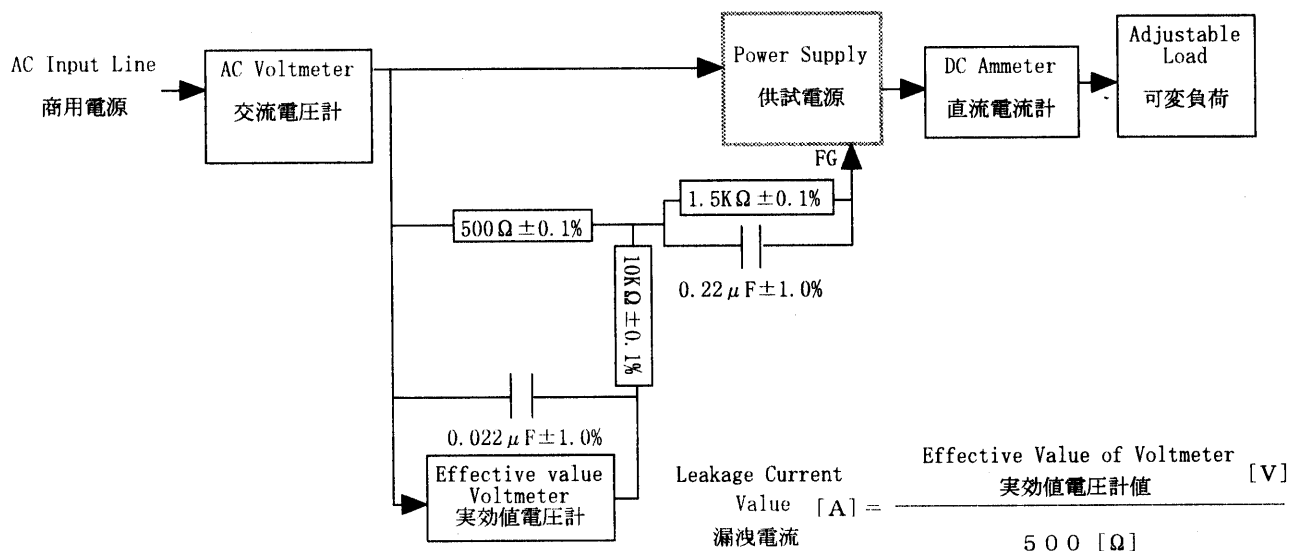 AC Input Line
商用電源
AC Voltmeter
交流電圧計
Power Supply
供試電源
DC Ammeter
直流電流計
Adjustable
Load
可変負荷
FG
1.5KΩ±0.1%
500Ω±0.1%
0.22μF±1.0%
10KΩ±0.1%
0.022μF±1.0%
Effective value
Voltmeter
実効値電圧計
Leakage Current
Value [A]=
漏洩電流
Effective Value of Voltmeter
実効値電圧計値 [V]
500 [Ω]